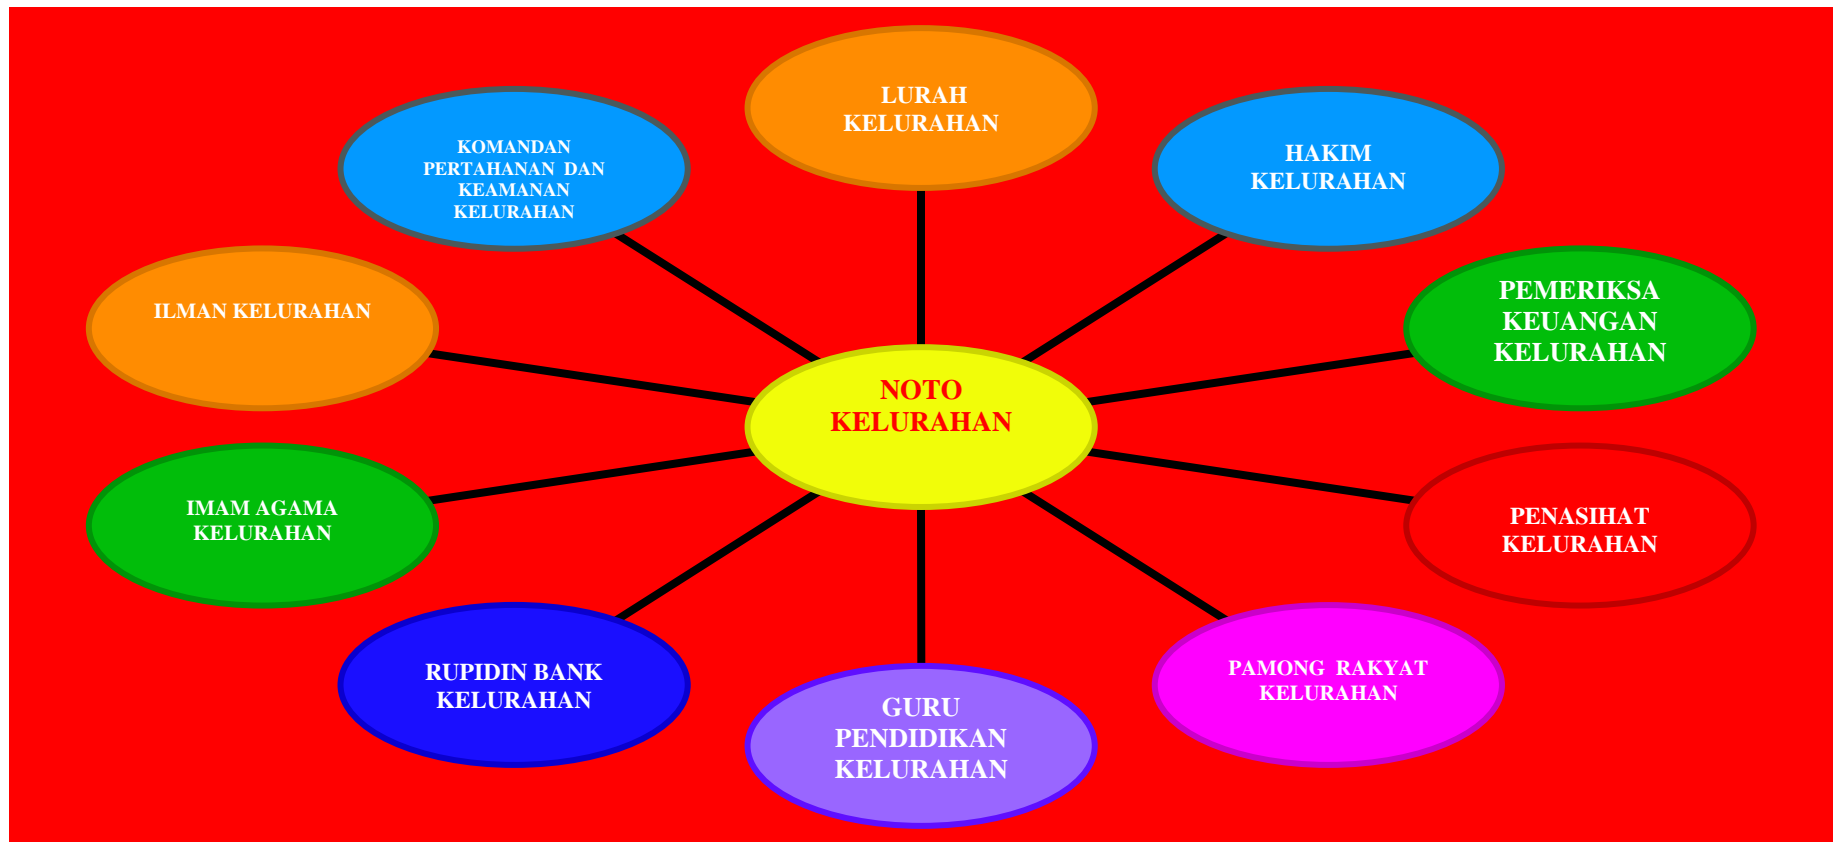 LURAH
KELURAHAN
KOMANDAN
PERTAHANAN DAN
KEAMANAN
KELURAHAN
HAKIM
KELURAHAN
ILMAN KELURAHAN
PEMERIKSA
KEUANGAN
KELURAHAN
NOTO
KELURAHAN
IMAM AGAMA
KELURAHAN
PENASIHAT
KELURAHAN
RUPIDIN BANK
KELURAHAN
GURU
PENDIDIKAN
KELURAHAN
PAMONG RAKYAT
KELURAHAN